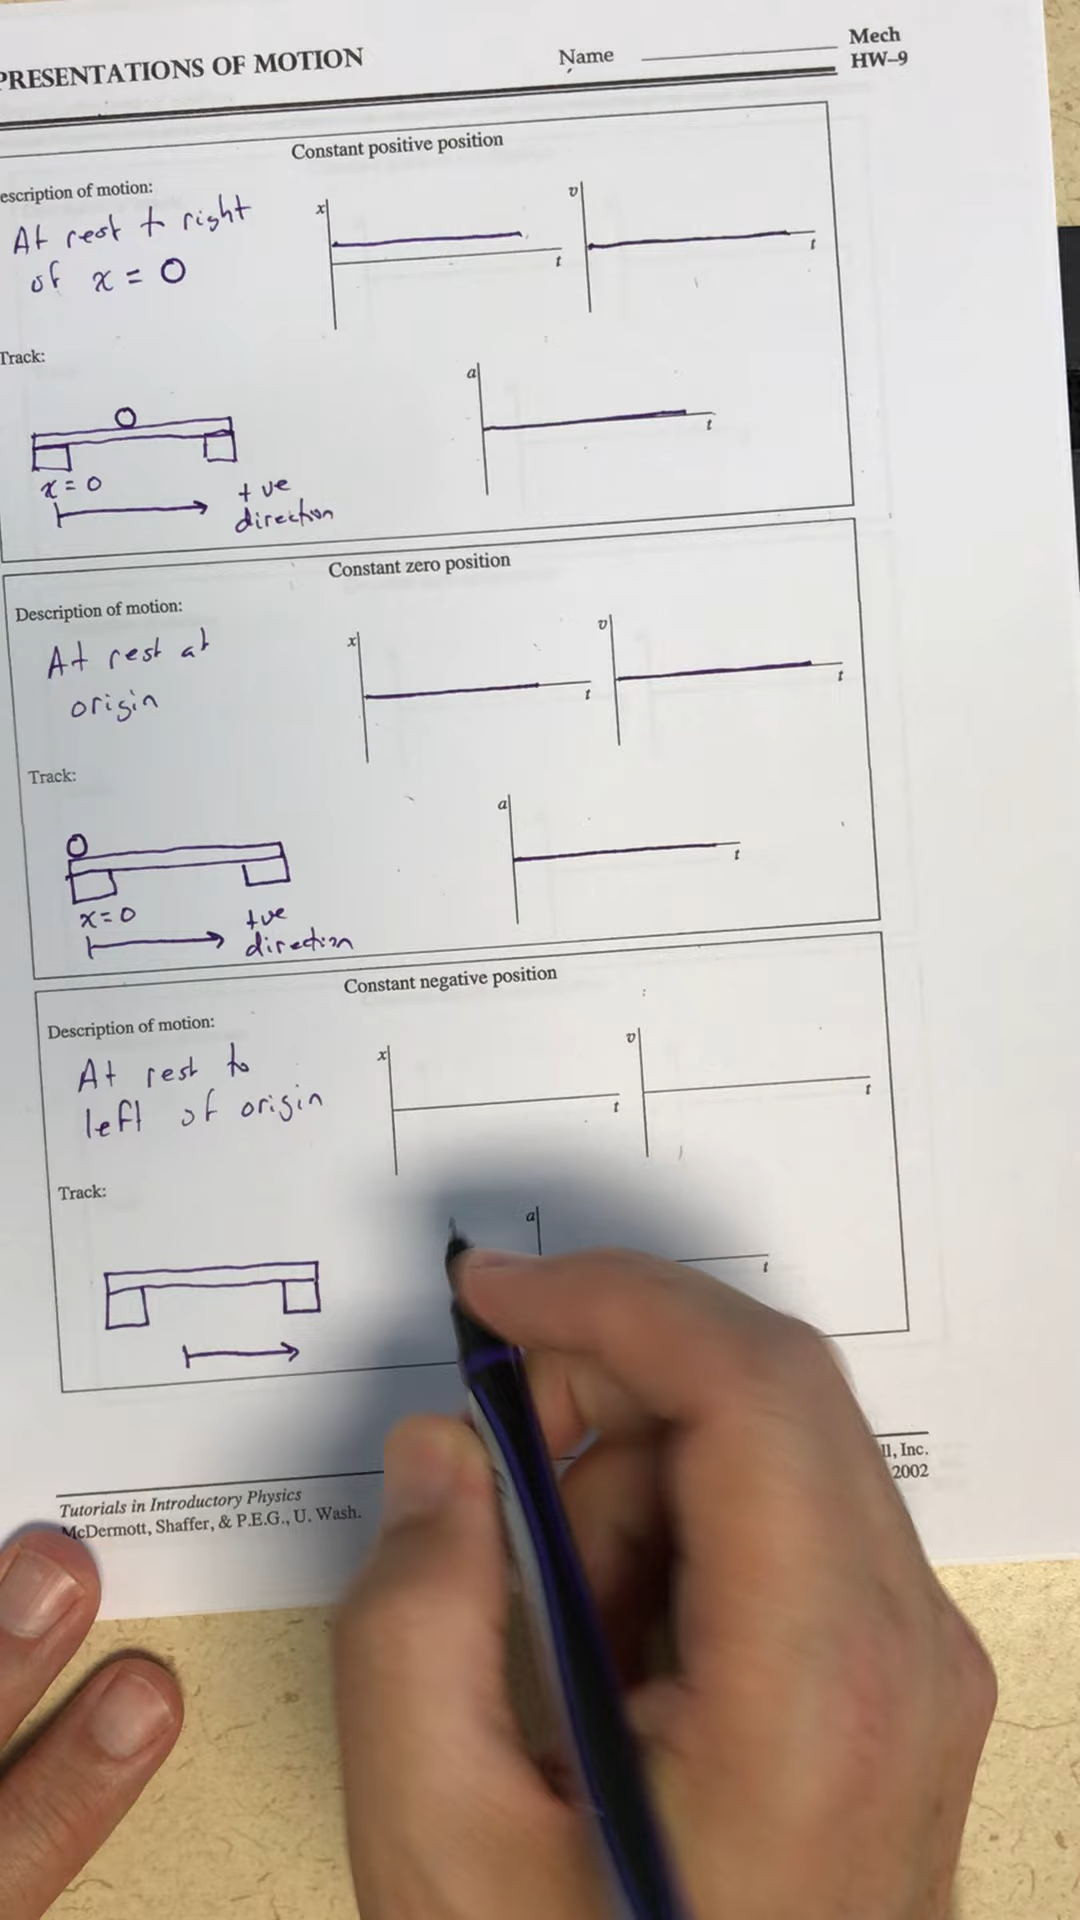 PRESENTATIONS OF MOTION
Name
Mech
HW–9
Constant positive position
escription of motion:
At rest to right
of x = 0
x
t
v
t
Track:
a
t
x = 0
+ve
direction
Constant zero position
Description of motion:
At rest at
origin
x
t
v
t
Track:
a
t
x = 0
+ve
direction
Constant negative position
Description of motion:
At rest to
left of origin
x
t
v
t
Track:
a
t
Tutorials in Introductory Physics
McDermott, Shaffer, & P.E.G., U. Wash.
ll, Inc.
2002